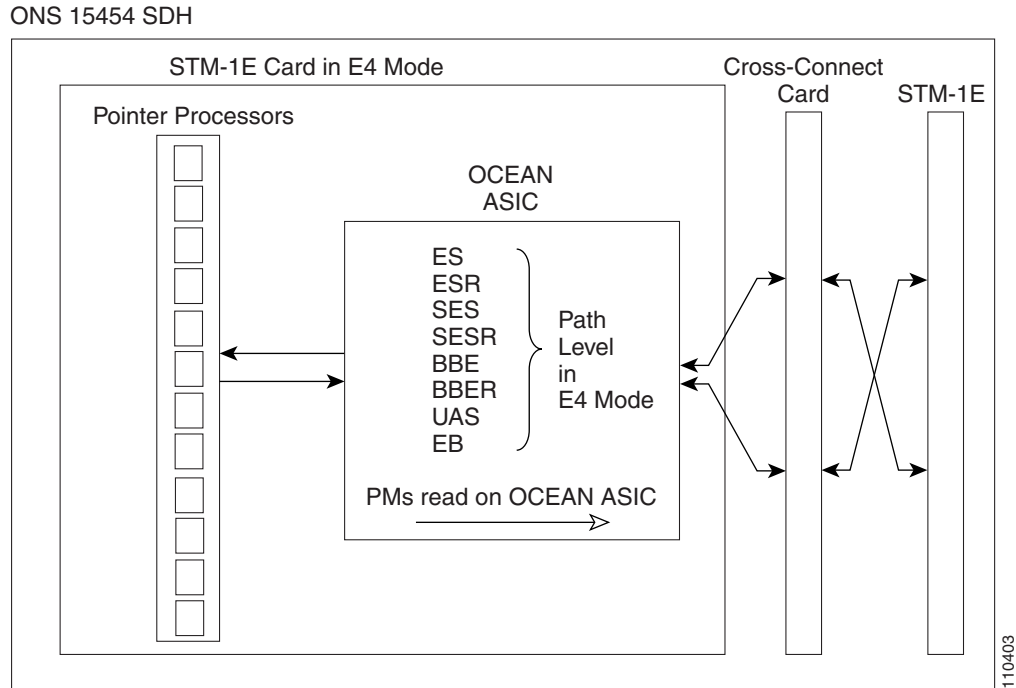 ONS 15454 SDH
STM-1E Card in E4 Mode
Cross-Connect
Card
STM-1E
Pointer Processors
OCEAN
ASIC
ES
ESR
SES
SESR
BBE
BBER
UAS
EB
Path
Level
in
E4 Mode
PMs read on OCEAN ASIC
110403